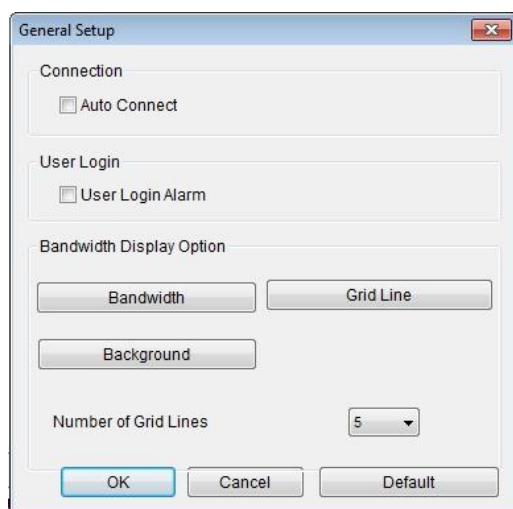 General Setup
Connection
Auto Connect
User Login
User Login Alarm
Bandwidth Display Option
Bandwidth
Grid Line
Background
Number of Grid Lines
5
OK
Cancel
Default